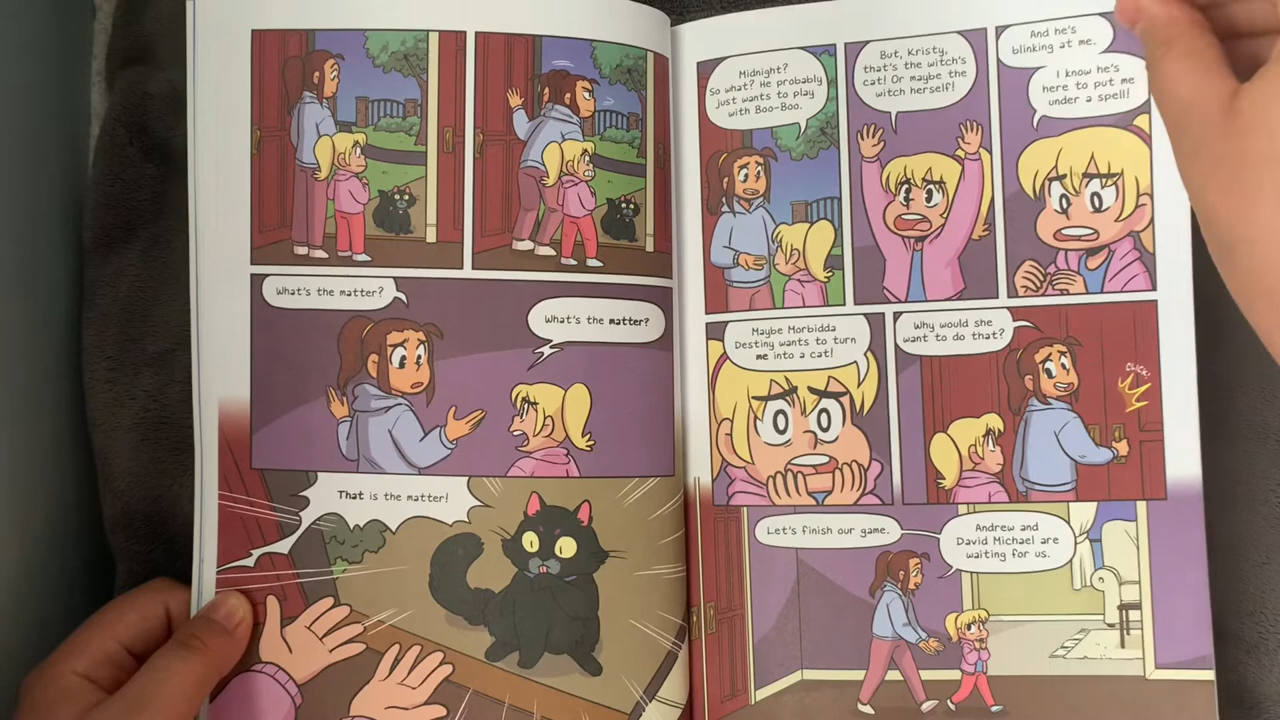 What's the matter?
What's the matter?
That is the matter!
Midnight?
So what? He probably
just wants to play
with Boo-Boo.
But, Kristy,
that's the witch's
cat! Or maybe the
witch herself!
And he's
blinking at me.
I know he's
here to put me
under a spell!
Maybe Morbidda
Destiny wants to turn
me into a cat!
Why would she
want to do that?
CLICK!
Let's finish our game.
Andrew and
David Michael are
waiting for us.